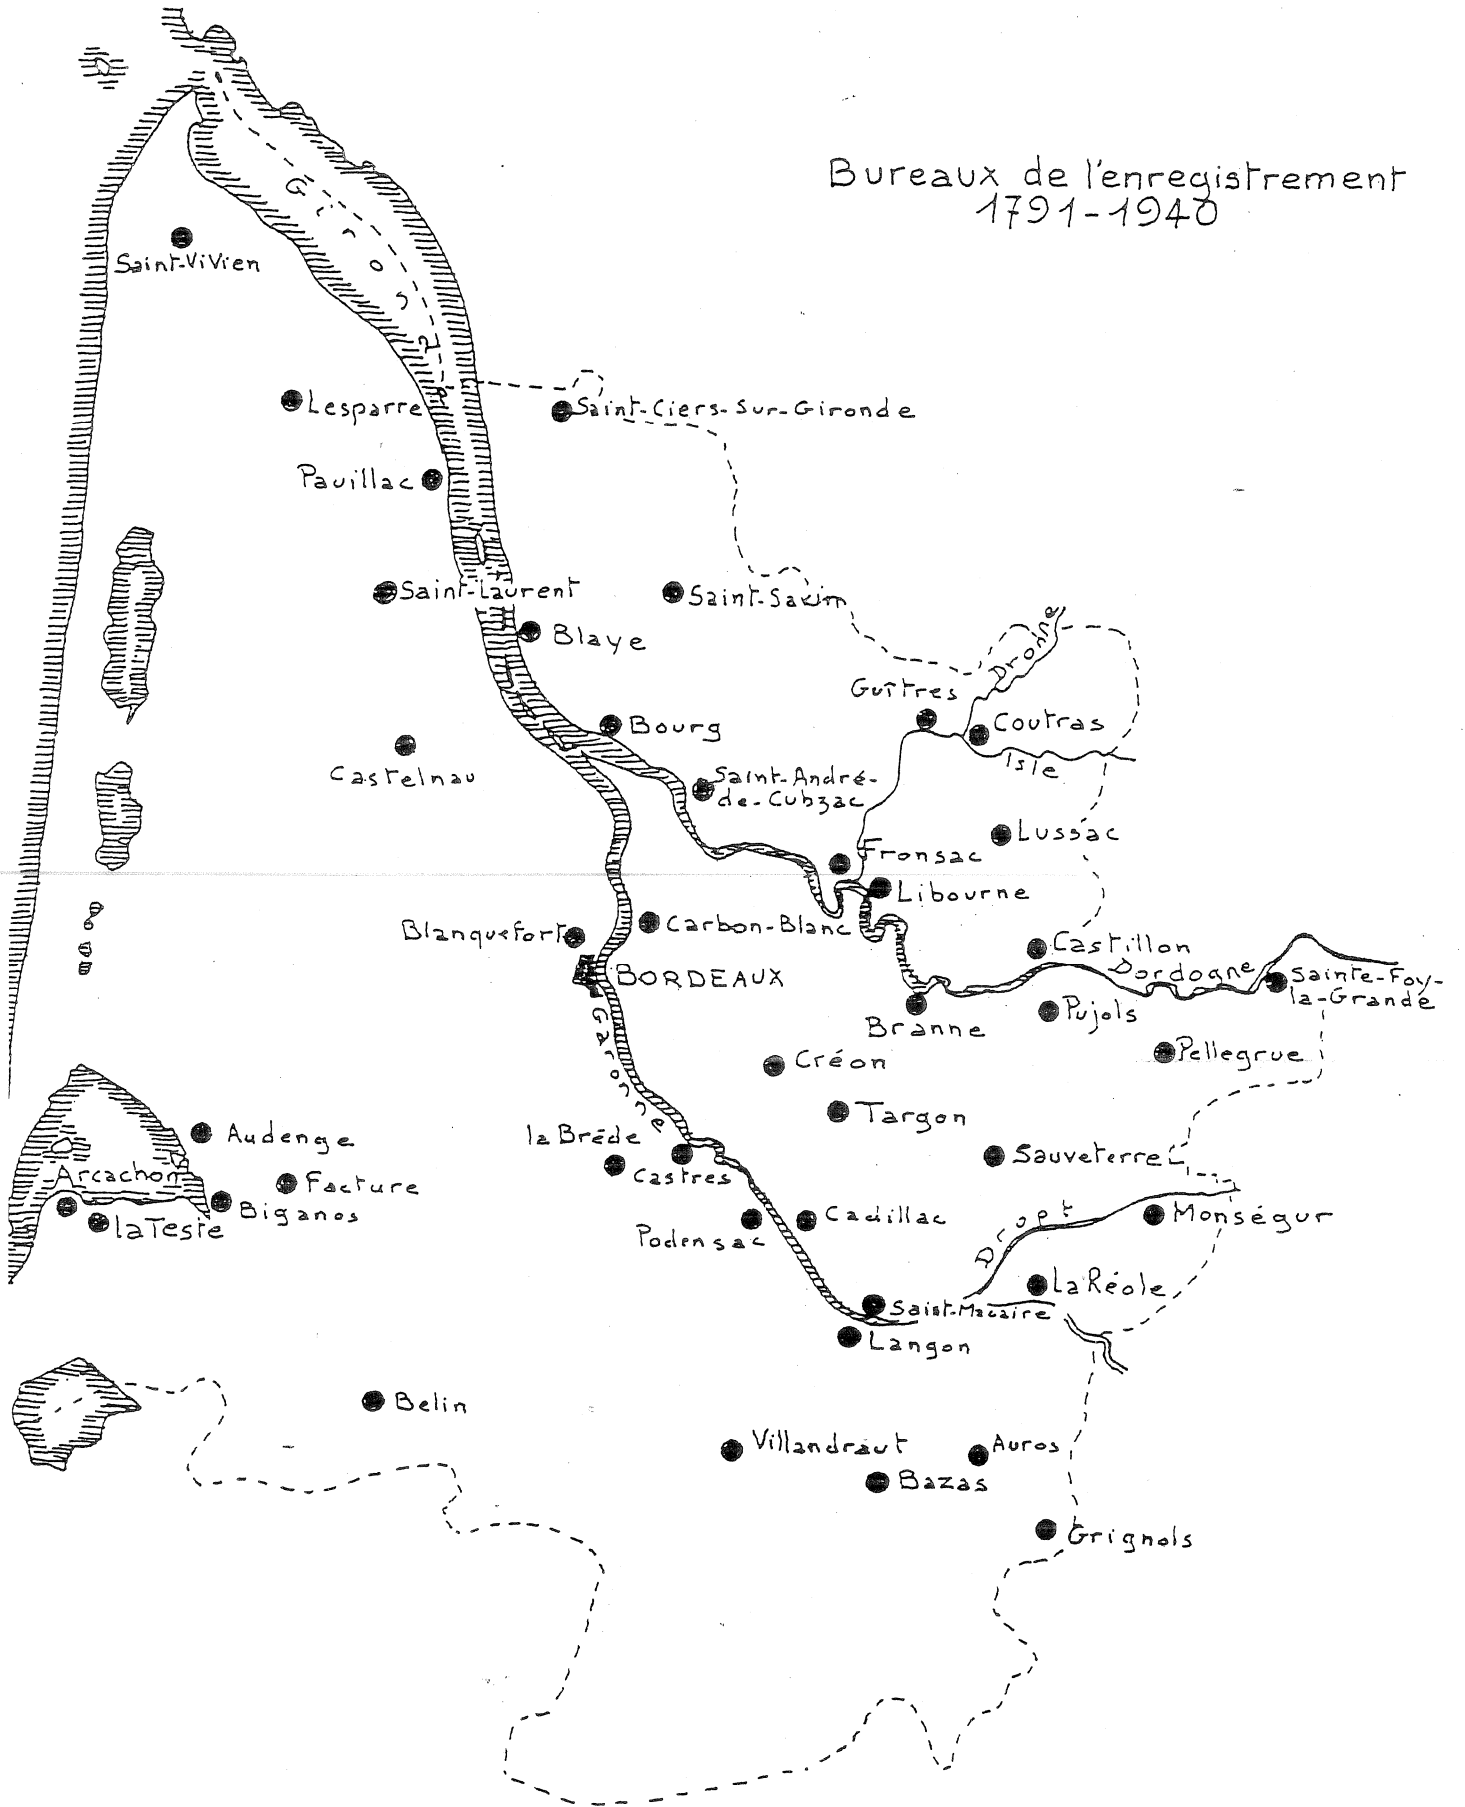 Bureaux de l'enregistrement
1791-1940
Gironde
Saint-Vivien
Lesparre
Saint-Ciers-Sur-Gironde
Pauillac
Saint-Laurent
Saint-Savin
Blaye
Dronne
Guîtres
Bourg
Coutras
Isle
Castelnau
Saint-André-
de-Cubzac
Lussac
Fronsac
Libourne
Blanquefort
Carbon-Blanc
Castillon
BORDEAUX
Dordogne
Sainte-Foy-
la-Grande
Garonne
Branne
Pujols
Créon
Pellegrue
Targon
Audenge
la Brède
Sauveterre
Castres
Arcachon
Facture
Biganos
la Teste
Podensac
Cadillac
Dropt
Monségur
La Réole
Saint-Macaire
Langon
Belin
Villandraut
Auros
Bazas
Grignols